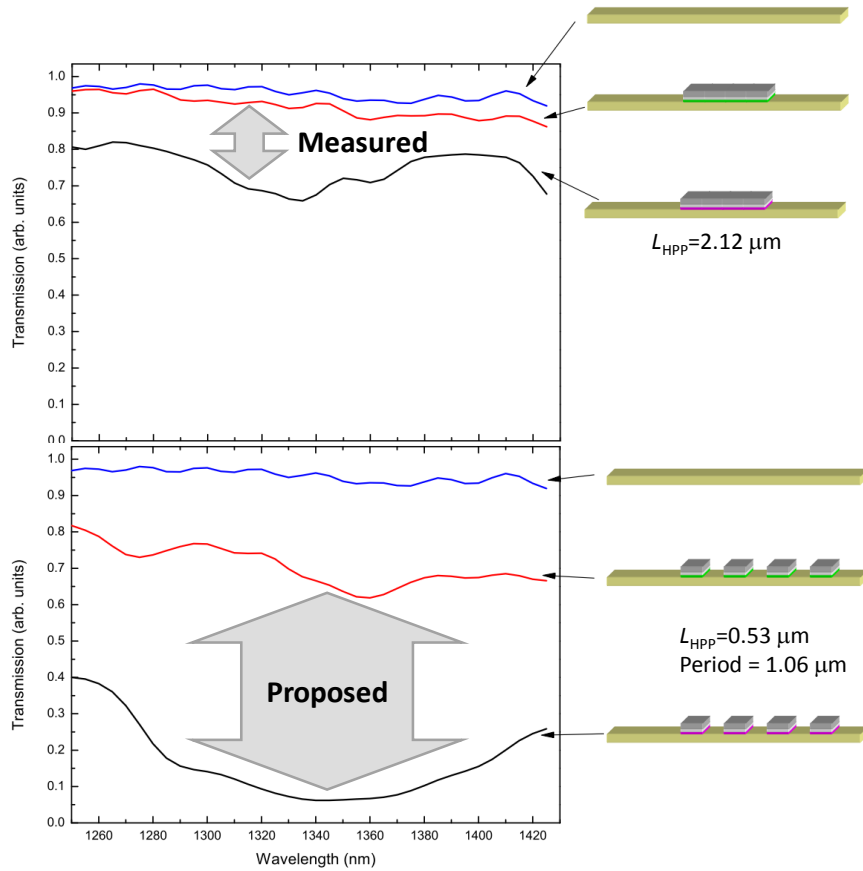 1.0
0.9
0.8
0.7
0.6
0.5
0.4
0.3
0.2
0.1
0.0
Transmission (arb. units)
Measured
L_HPP=2.12 μm
1.0
0.9
0.8
0.7
0.6
0.5
0.4
0.3
0.2
0.1
0.0
Transmission (arb. units)
Proposed
L_HPP=0.53 μm
Period = 1.06 μm
1260 1280 1300 1320 1340 1360 1380 1400 1420
Wavelength (nm)